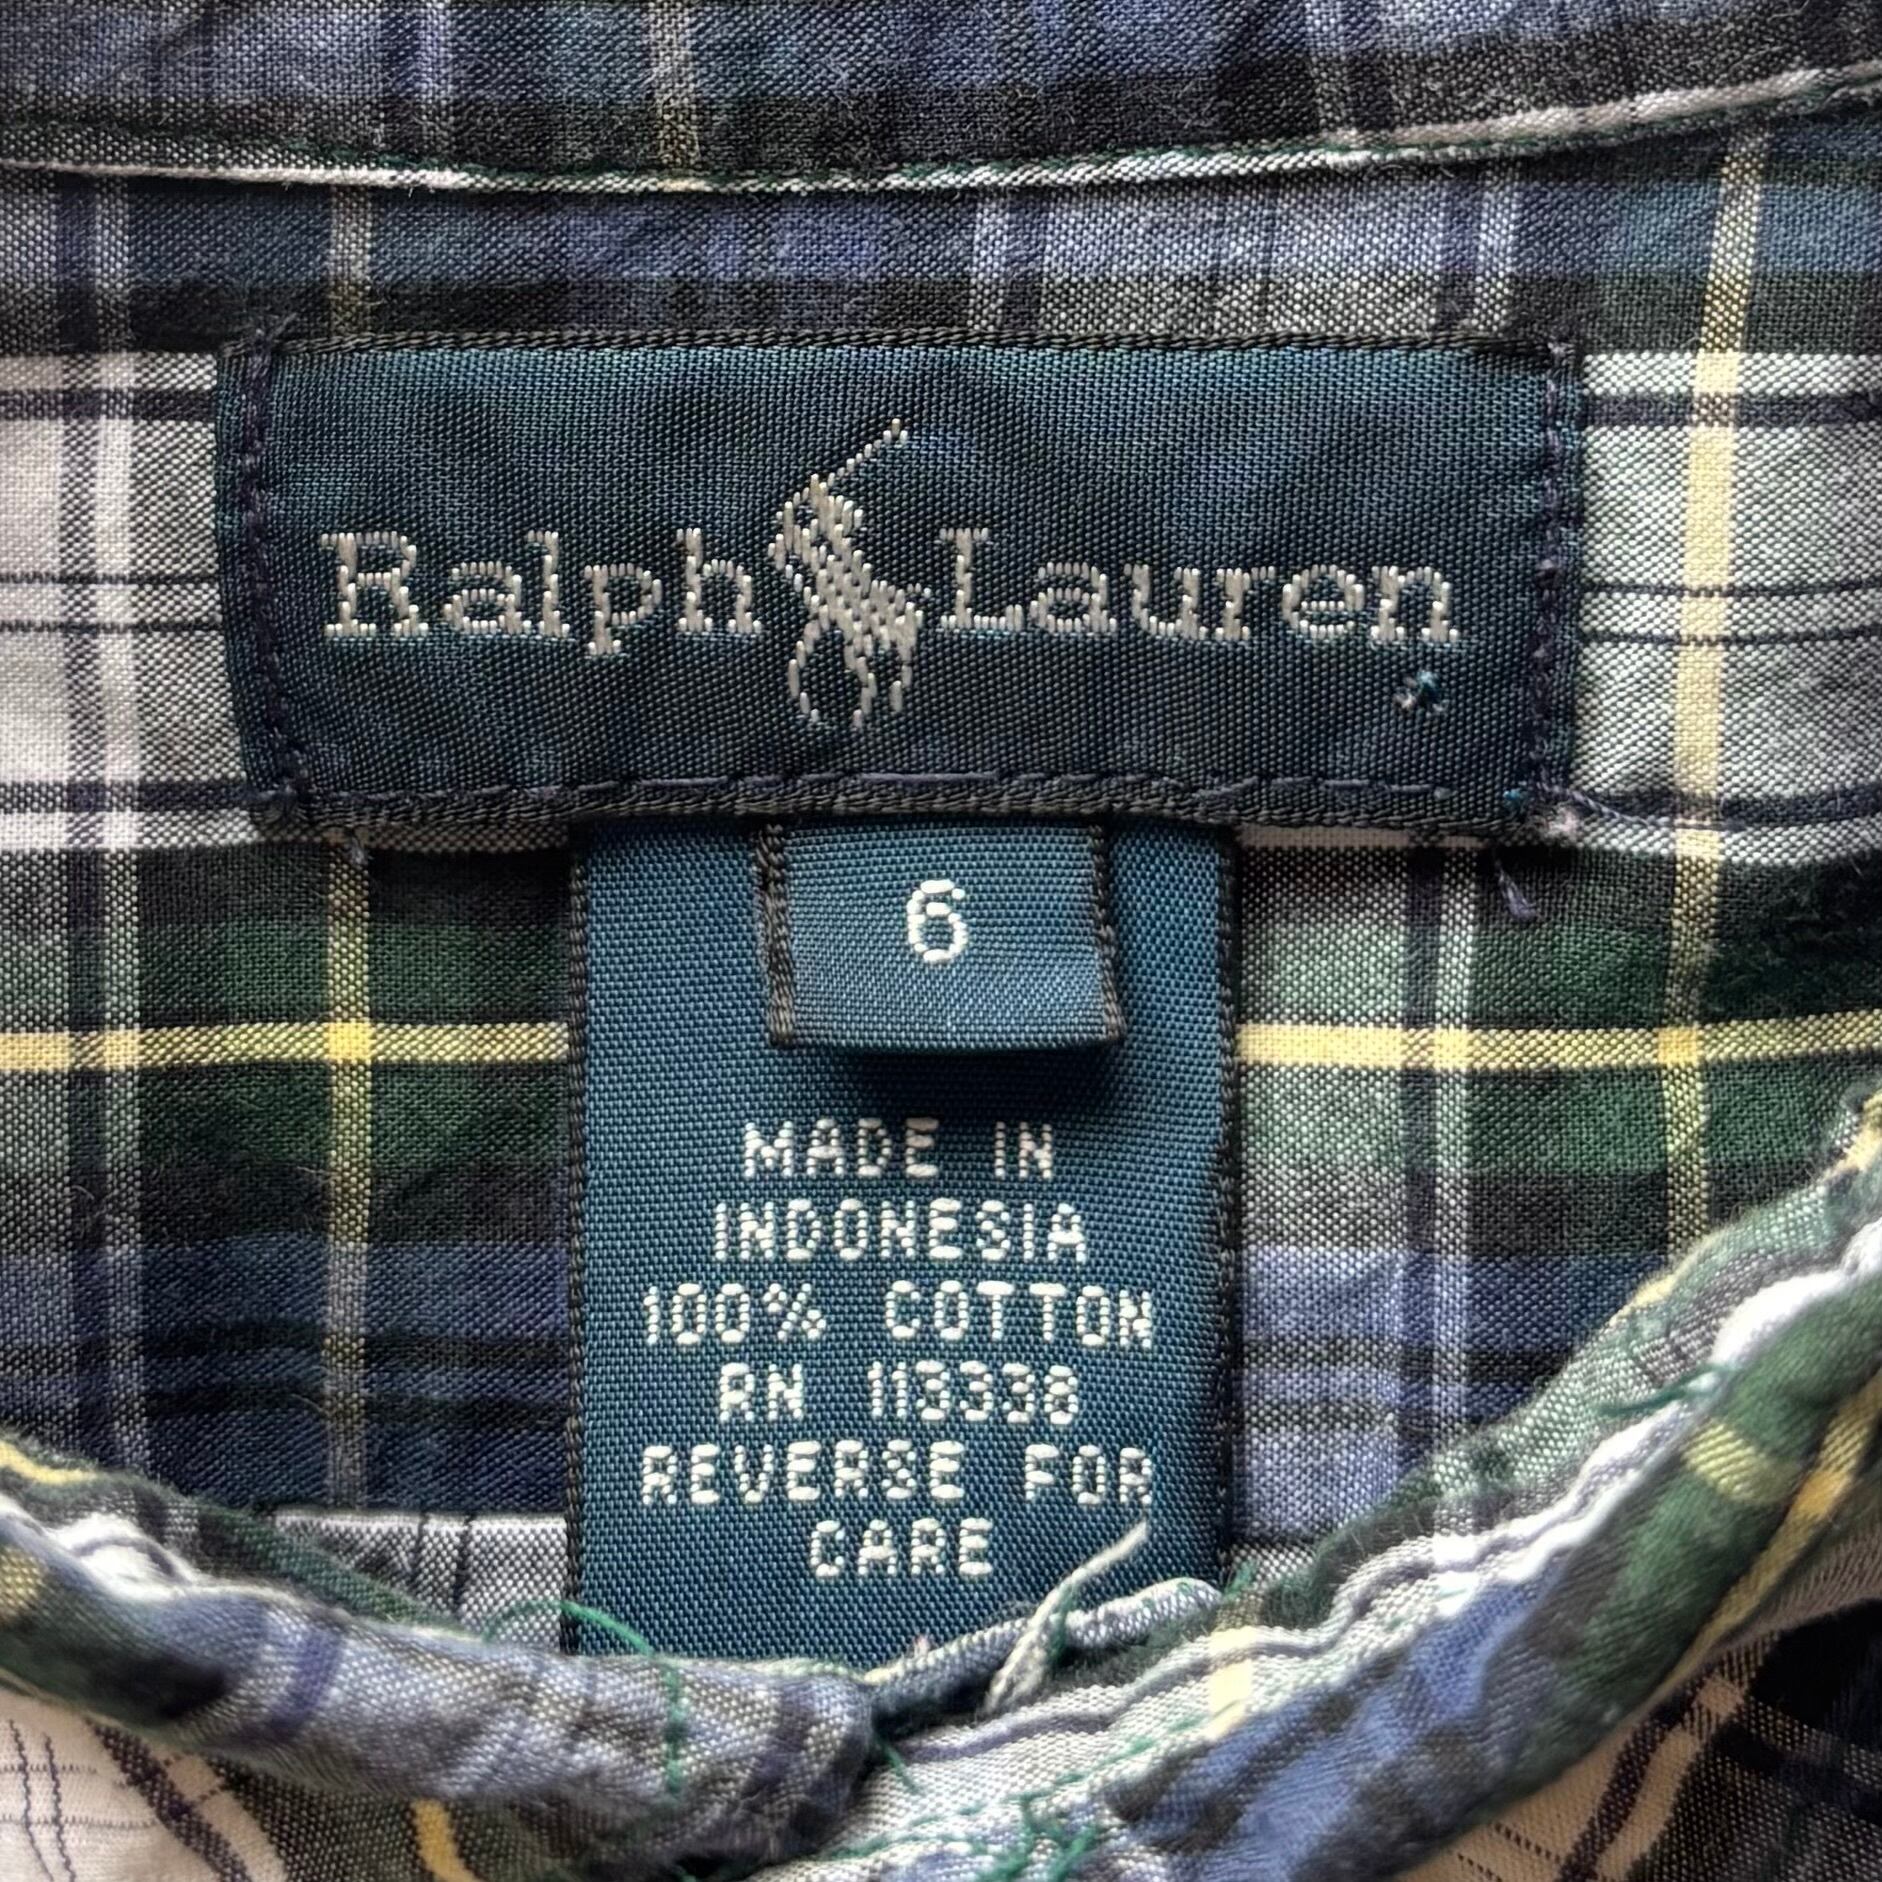 Ralph Lauren
6
MADE IN
INDONESIA
100% COTTON
RN 113338
REVERSE FOR
CARE